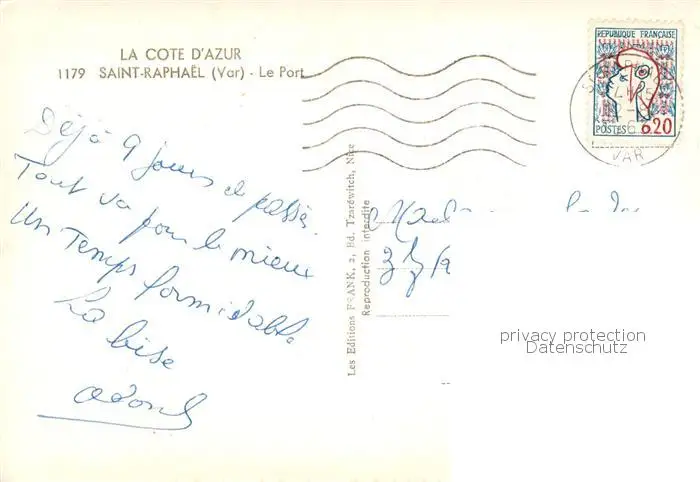 LA COTE D'AZUR
1179 SAINT-RAPHAËL (Var) - Le Port
REPUBLIQUE FRANÇAISE
POSTES 0,20
VAR
Déjà 9 jours de passés.
Tout va pour le mieux
Un Temps formidable.
La bise
Les Editions FRANK, 2, Bd. Tzaréwitch, Nice
Reproduction interdite
privacy protection
Datenschutz